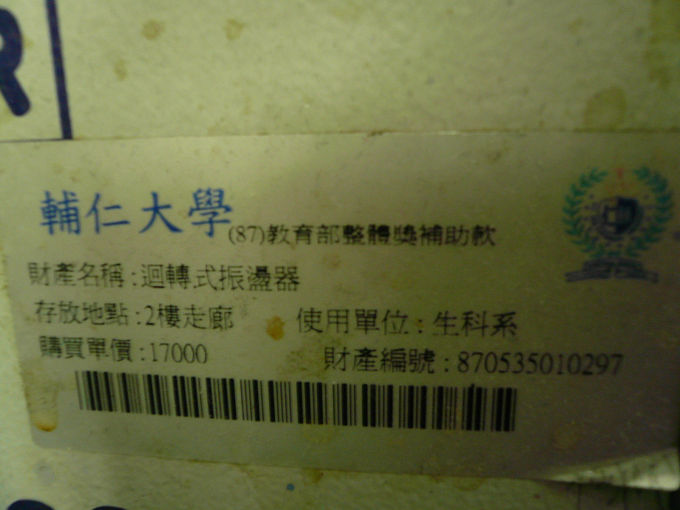 R
輔仁大學 (87)教育部整體獎補助款
財產名稱:迴轉式振盪器
存放地點:2樓走廊 使用單位:生科系
購買單價:17000 財產編號:870535010297